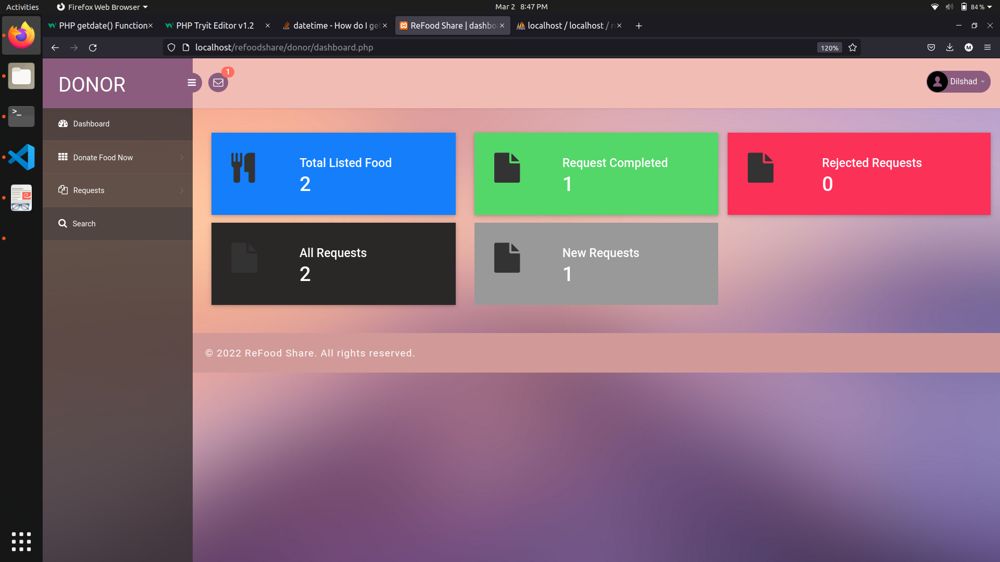 Activities
Firefox Web Browser
Mar 2 8:47 PM
84 %
PHP getdate() Function
PHP Tryit Editor v1.2
datetime - How do I get
ReFood Share | dashbo
localhost / localhost / r
localhost/refoodshare/donor/dashboard.php
120%
M
DONOR
1
Dilshad
Dashboard
Donate Food Now
Requests
Search
Total Listed Food
2
Request Completed
1
Rejected Requests
0
All Requests
2
New Requests
1
© 2022 ReFood Share. All rights reserved.